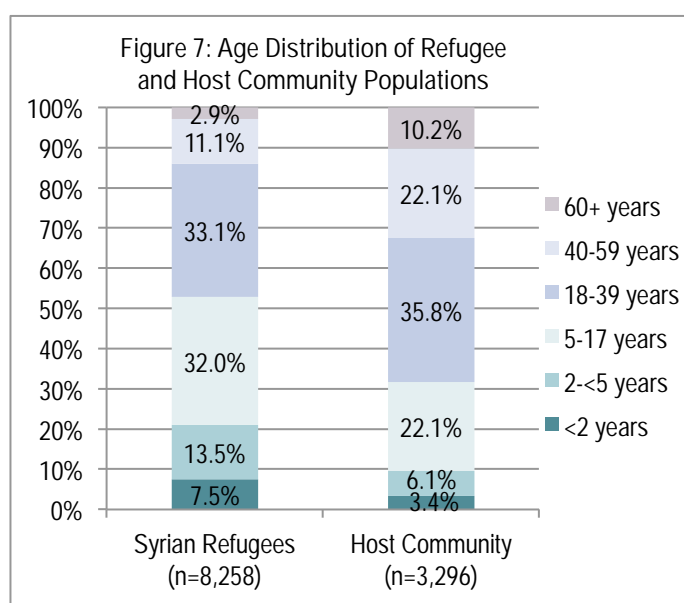 Figure 7: Age Distribution of Refugee
and Host Community Populations
100%
90%
80%
70%
60%
50%
40%
30%
20%
10%
0%
2.9%
11.1%
33.1%
32.0%
13.5%
7.5%
10.2%
22.1%
35.8%
22.1%
6.1%
3.4%
60+ years
40-59 years
18-39 years
5-17 years
2-<5 years
<2 years
Syrian Refugees
(n=8,258)
Host Community
(n=3,296)